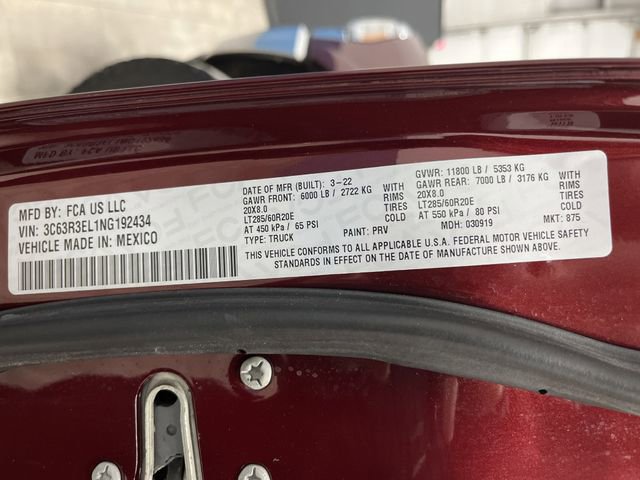 MFD BY: FCA US LLC
VIN: 3C63R3EL1NG192434
VEHICLE MADE IN: MEXICO
DATE OF MFR (BUILT): 3-22
GAWR FRONT: 6000 LB / 2722 KG WITH
20X8.0 RIMS
LT285/60R20E TIRES
AT 450 kPa / 65 PSI COLD
TYPE: TRUCK PAINT: PRV
GVWR: 11800 LB / 5353 KG
GAWR REAR: 7000 LB / 3176 KG WITH
20X8.0 RIMS
LT285/60R20E TIRES
AT 550 kPa / 80 PSI COLD
MDH: 030919 MKT: 875
THIS VEHICLE CONFORMS TO ALL APPLICABLE U.S.A. FEDERAL MOTOR VEHICLE SAFETY
STANDARDS IN EFFECT ON THE DATE OF MANUFACTURE SHOWN ABOVE